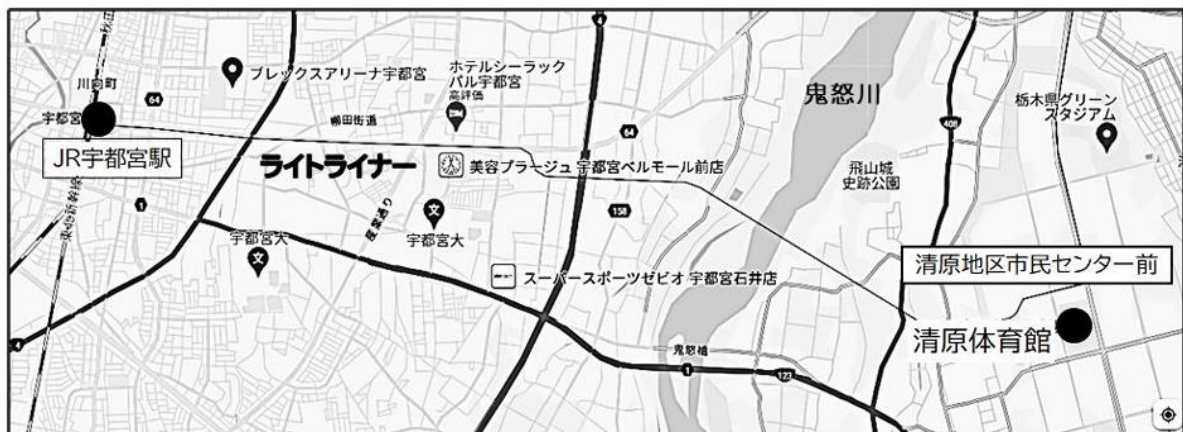 川向町
宇都宮
64
JR宇都宮駅
ブレックスアリーナ宇都宮
ホテルシーラック
パル宇都宮
高評価
4
鬼怒川
栃木県グリーン
スタジアム
408
柳田街道
64
ライトライナー
美容プラージュ 宇都宮ベルモール前店
飛山城
史跡公園
1
158
産業通り
宇都宮大
文
宇都宮大
文
清原地区市民センター前
スーパースポーツゼビオ 宇都宮石井店
清原体育館
4
鬼怒橋
1
123